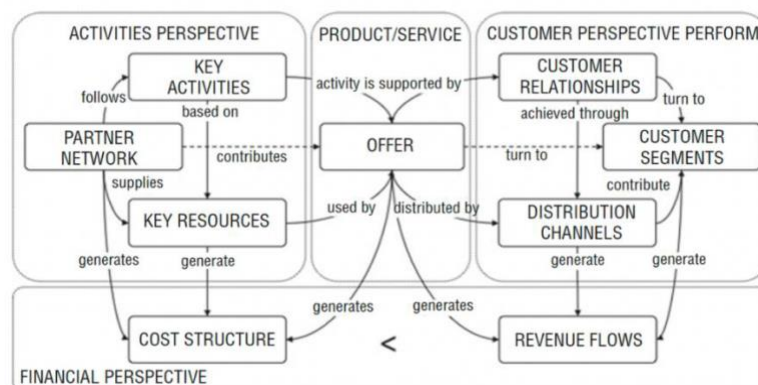 ACTIVITIES PERSPECTIVE
PRODUCT/SERVICE
CUSTOMER PERSPECTIVE PERFORM
KEY
ACTIVITIES
CUSTOMER
RELATIONSHIPS
follows
activity is supported by
turn to
based on
achieved through
PARTNER
NETWORK
OFFER
CUSTOMER
SEGMENTS
contributes
turn to
supplies
contribute
KEY RESOURCES
used by
distributed by
DISTRIBUTION
CHANNELS
generates
generate
generate
generate
generates
generates
COST STRUCTURE
<
REVENUE FLOWS
FINANCIAL PERSPECTIVE